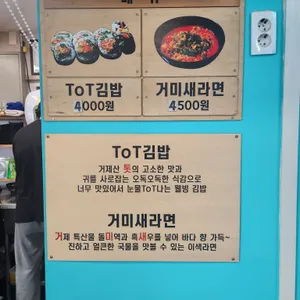 ToT김밥
4000원
거미새라면
4500원
ToT김밥
거제산 톳의 고소한 맛과
귀를 사로잡는 오독오독한 식감으로
너무 맛있어서 눈물ToT나는 웰빙 김밥
거미새라면
거제 특산물 돌미역과 흑새우를 넣어 바다 향 가득~
진하고 얼큰한 국물을 맛볼 수 있는 이색라면